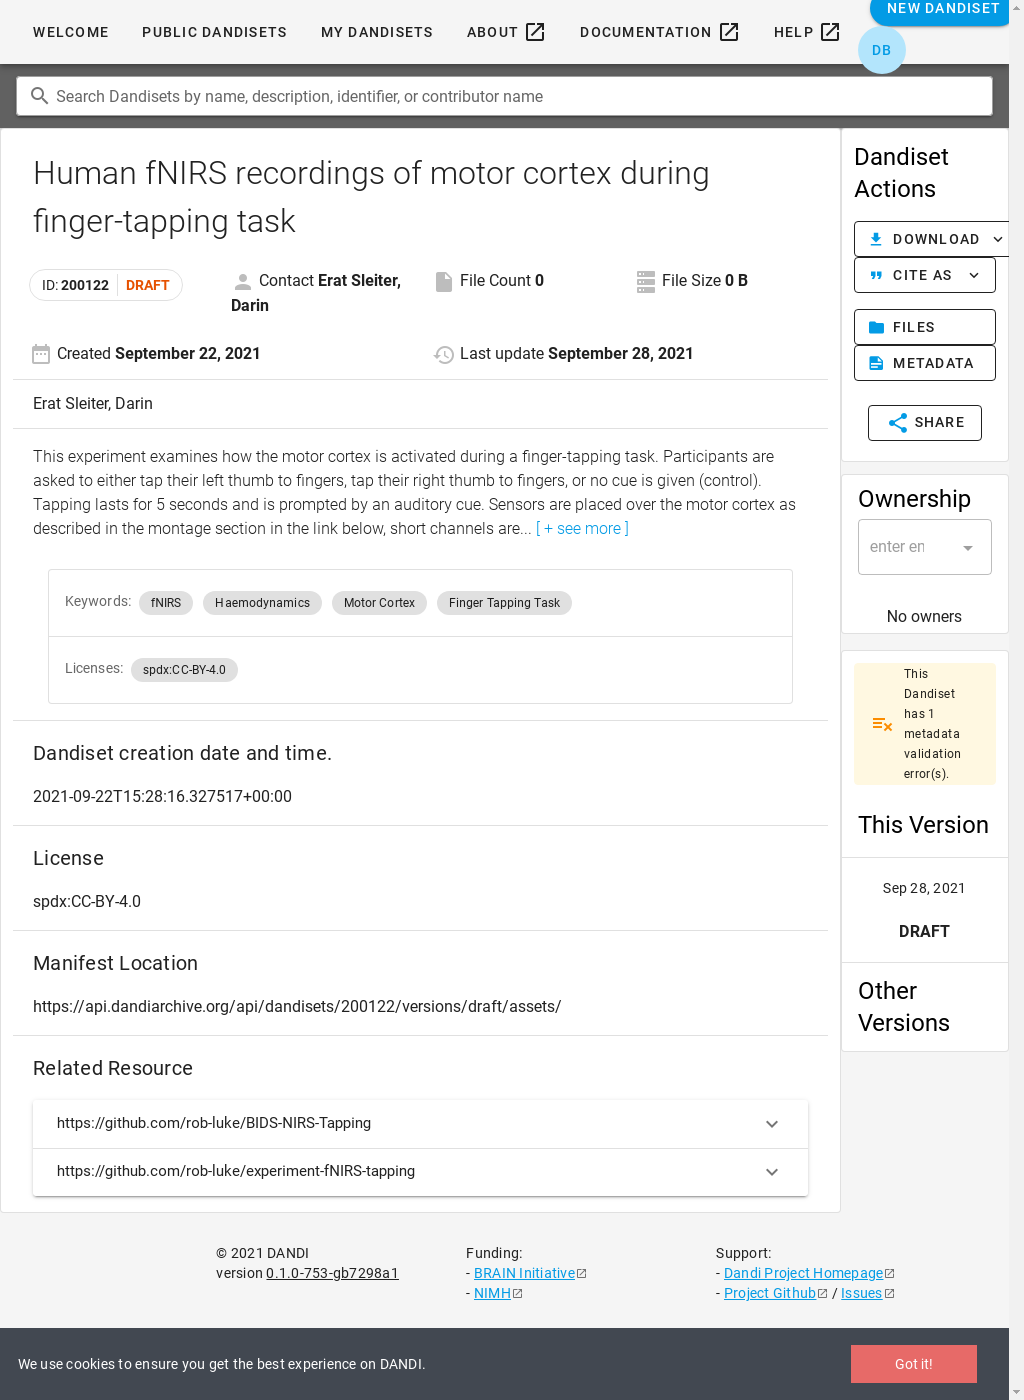 WELCOME
PUBLIC DANDISETS
MY DANDISETS
ABOUT
DOCUMENTATION
HELP
NEW DANDISET
DB
Search Dandisets by name, description, identifier, or contributor name
Human fNIRS recordings of motor cortex during
finger-tapping task
ID: 200122
DRAFT
Contact Erat Sleiter,
Darin
File Count 0
File Size 0 B
Created September 22, 2021
Last update September 28, 2021
Erat Sleiter, Darin
This experiment examines how the motor cortex is activated during a finger-tapping task. Participants are
asked to either tap their left thumb to fingers, tap their right thumb to fingers, or no cue is given (control).
Tapping lasts for 5 seconds and is prompted by an auditory cue. Sensors are placed over the motor cortex as
described in the montage section in the link below, short channels are... [ + see more ]
Keywords: fNIRS Haemodynamics Motor Cortex Finger Tapping Task
Licenses: spdx:CC-BY-4.0
Dandiset creation date and time.
2021-09-22T15:28:16.327517+00:00
License
spdx:CC-BY-4.0
Manifest Location
https://api.dandiarchive.org/api/dandisets/200122/versions/draft/assets/
Related Resource
https://github.com/rob-luke/BIDS-NIRS-Tapping
https://github.com/rob-luke/experiment-fNIRS-tapping
Dandiset
Actions
DOWNLOAD
CITE AS
FILES
METADATA
SHARE
Ownership
enter en
No owners
This
Dandiset
has 1
metadata
validation
error(s).
This Version
Sep 28, 2021
DRAFT
Other
Versions
© 2021 DANDI
version 0.1.0-753-gb7298a1
Funding:
- BRAIN Initiative
- NIMH
Support:
- Dandi Project Homepage
- Project Github / Issues
We use cookies to ensure you get the best experience on DANDI.
Got it!